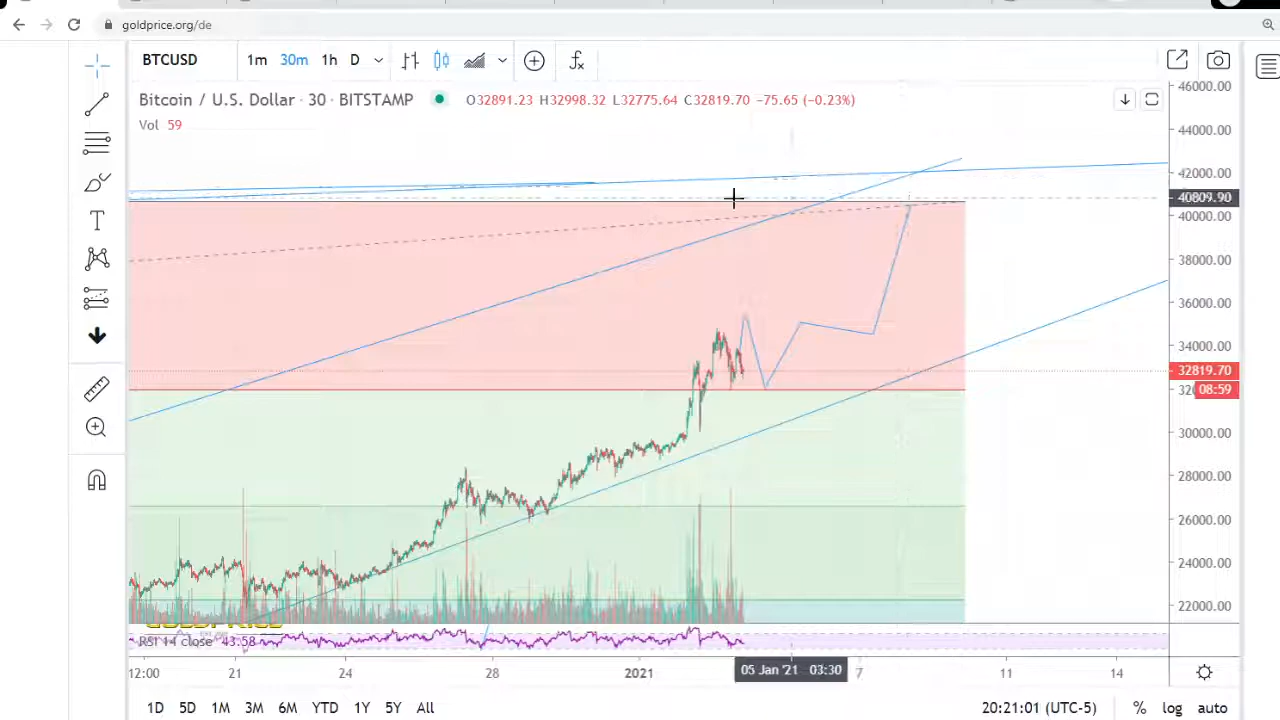 goldprice.org/de
BTCUSD 1m 30m 1h D
Bitcoin / U.S. Dollar · 30 · BITSTAMP O32891.23 H32998.32 L32775.64 C32819.70 -75.65 (-0.23%)
Vol 59
46000.00
44000.00
42000.00
40809.90
40000.00
38000.00
36000.00
34000.00
32819.70
08:59
30000.00
28000.00
26000.00
24000.00
22000.00
RSI 14 close 43.58
12:00 21 24 28 2021 05 Jan '21 03:30 7 11 14
1D 5D 1M 3M 6M YTD 1Y 5Y All 20:21:01 (UTC-5) % log auto